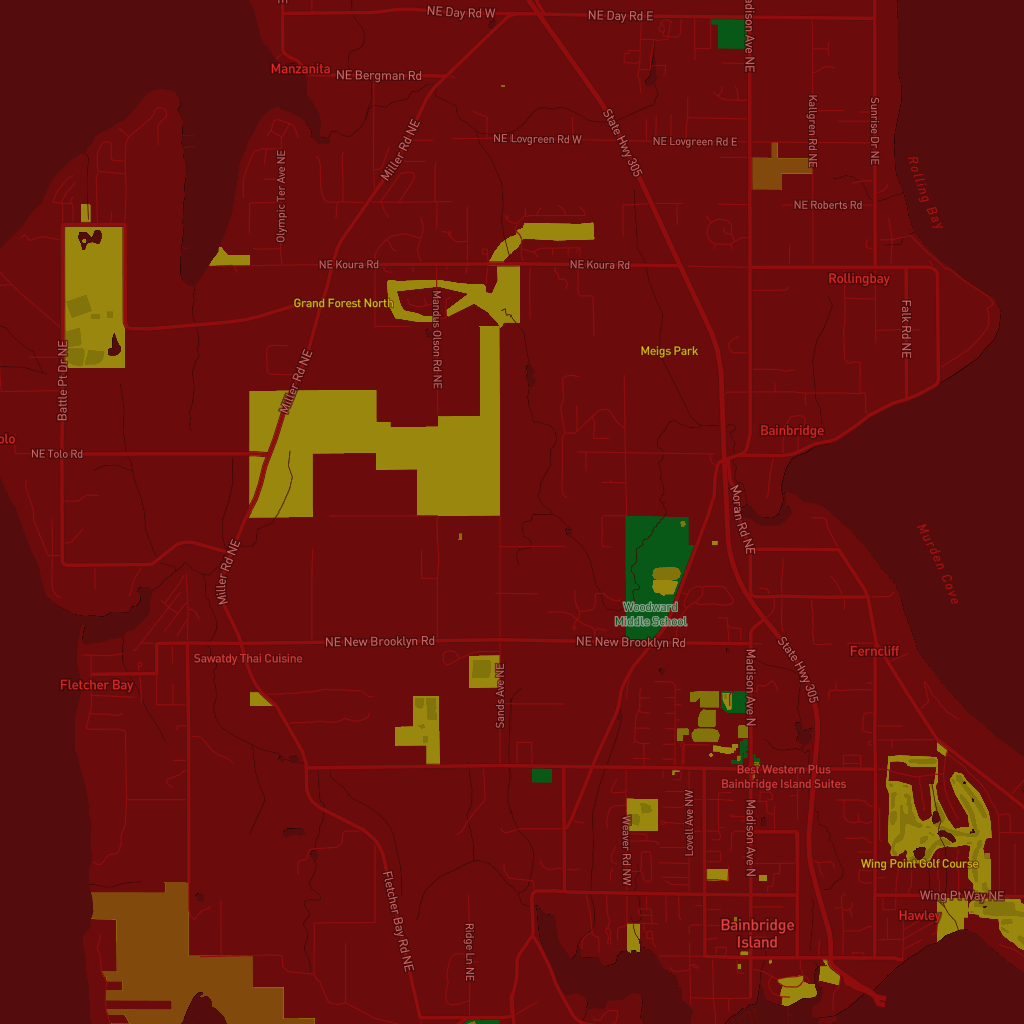 NE Day Rd W
NE Day Rd E
Madison Ave NE
Manzanita
NE Bergman Rd
Miller Rd NE
State Hwy 305
NE Lovgreen Rd W
NE Lovgreen Rd E
Kallgren Rd NE
Sunrise Dr NE
Olympic Ter Ave NE
Rolling Bay
NE Roberts Rd
NE Koura Rd
NE Koura Rd
Rollingbay
Grand Forest North
Mandus Olson Rd NE
Falk Rd NE
Meigs Park
Battle Pt Dr NE
Miller Rd NE
Bainbridge
olo
NE Tolo Rd
Moran Rd NE
Murden Cove
Miller Rd NE
Woodward
Middle School
NE New Brooklyn Rd
NE New Brooklyn Rd
Sawatdy Thai Cuisine
Sands Ave NE
Madison Ave N
State Hwy 305
Ferncliff
Fletcher Bay
Best Western Plus
Bainbridge Island Suites
Weaver Rd NW
Lovell Ave NW
Madison Ave N
Wing Point Golf Course
Fletcher Bay Rd NE
Ridge Ln NE
Wing Pt Way NE
Hawley
Bainbridge
Island